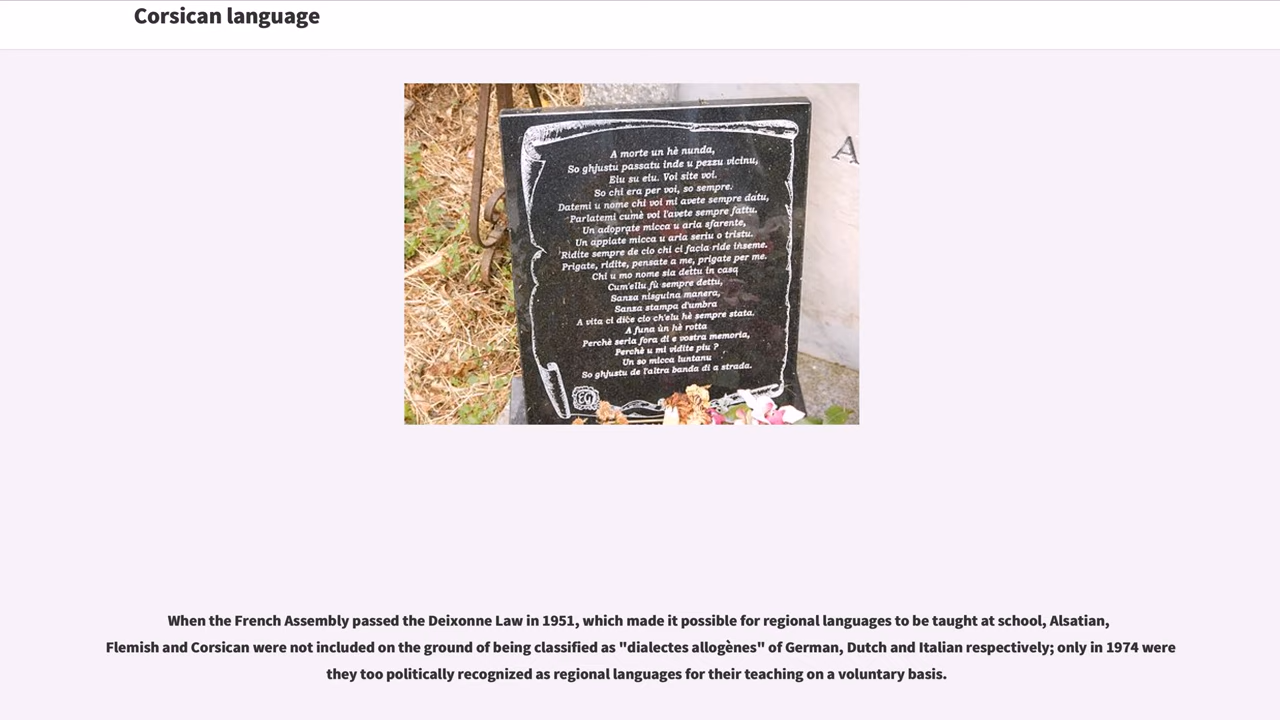 Corsican language
A morte un hè nunda,
So ghjustu passatu inde u pezzu vicinu,
Eiu su eiu. Voi site voi.
So chi era per voi, so sempre.
Datemi u nome chi voi mi avete sempre datu,
Parlatemi cumè voi l'avete sempre fattu.
Un adoprate micca u aria sfarente,
Un appiate micca u aria seriu o tristu.
Ridite sempre de cio chi ci facia ride inseme.
Prigate, ridite, pensate a me, prigate per me.
Chi u mo nome sia dettu in casa
Cum'ellu fù sempre dettu,
Sanza nisguina manera,
Sanza stampa d'umbra
A vita ci dice cio ch'elu hè sempre stata.
A funa ùn hè rotta
Perchè seria fora di e vostra memoria,
Perchè u mi vidite piu ?
Un so micca luntanu
So ghjustu de l'altra banda di a strada.
A
When the French Assembly passed the Deixonne Law in 1951, which made it possible for regional languages to be taught at school, Alsatian,
Flemish and Corsican were not included on the ground of being classified as "dialectes allogènes" of German, Dutch and Italian respectively; only in 1974 were
they too politically recognized as regional languages for their teaching on a voluntary basis.